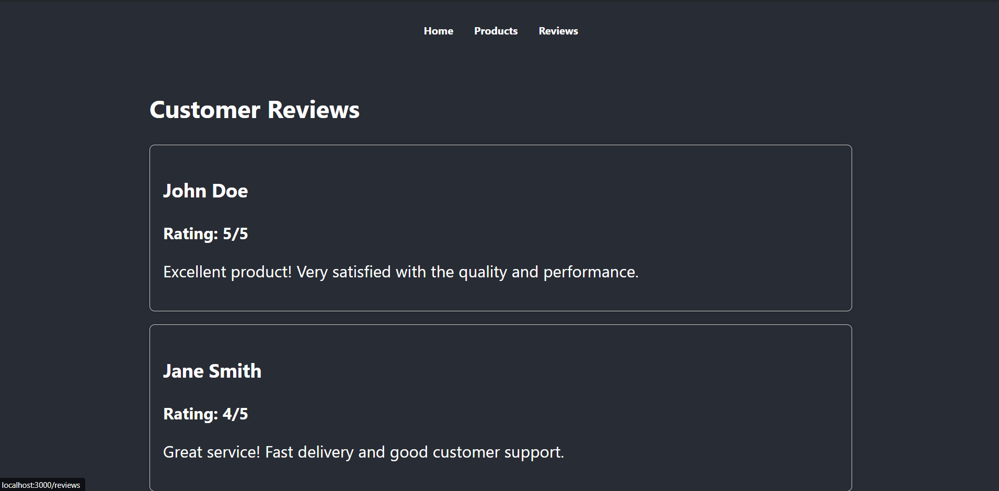 Home Products Reviews
Customer Reviews
John Doe
Rating: 5/5
Excellent product! Very satisfied with the quality and performance.
Jane Smith
Rating: 4/5
Great service! Fast delivery and good customer support.
localhost:3000/reviews